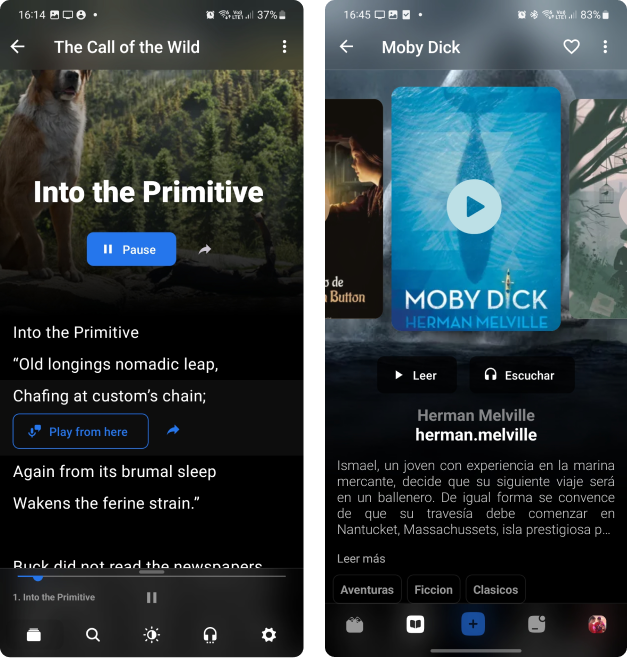 16:14
37%
The Call of the Wild
Into the Primitive
Pause
Into the Primitive
“Old longings nomadic leap,
Chafing at custom’s chain;
Play from here
Again from its brumal sleep
Wakens the ferine strain.”
Buck did not read the newspapers
1. Into the Primitive
16:45
83%
Moby Dick
de
Button
MOBY DICK
HERMAN MELVILLE
Leer
Escuchar
Herman Melville
herman.melville
Ismael, un joven con experiencia en la marina
mercante, decide que su siguiente viaje será
en un ballenero. De igual forma se convence
de que su travesía debe comenzar en
Nantucket, Massachussets, isla prestigiosa p...
Leer más
Aventuras
Ficcion
Clasicos